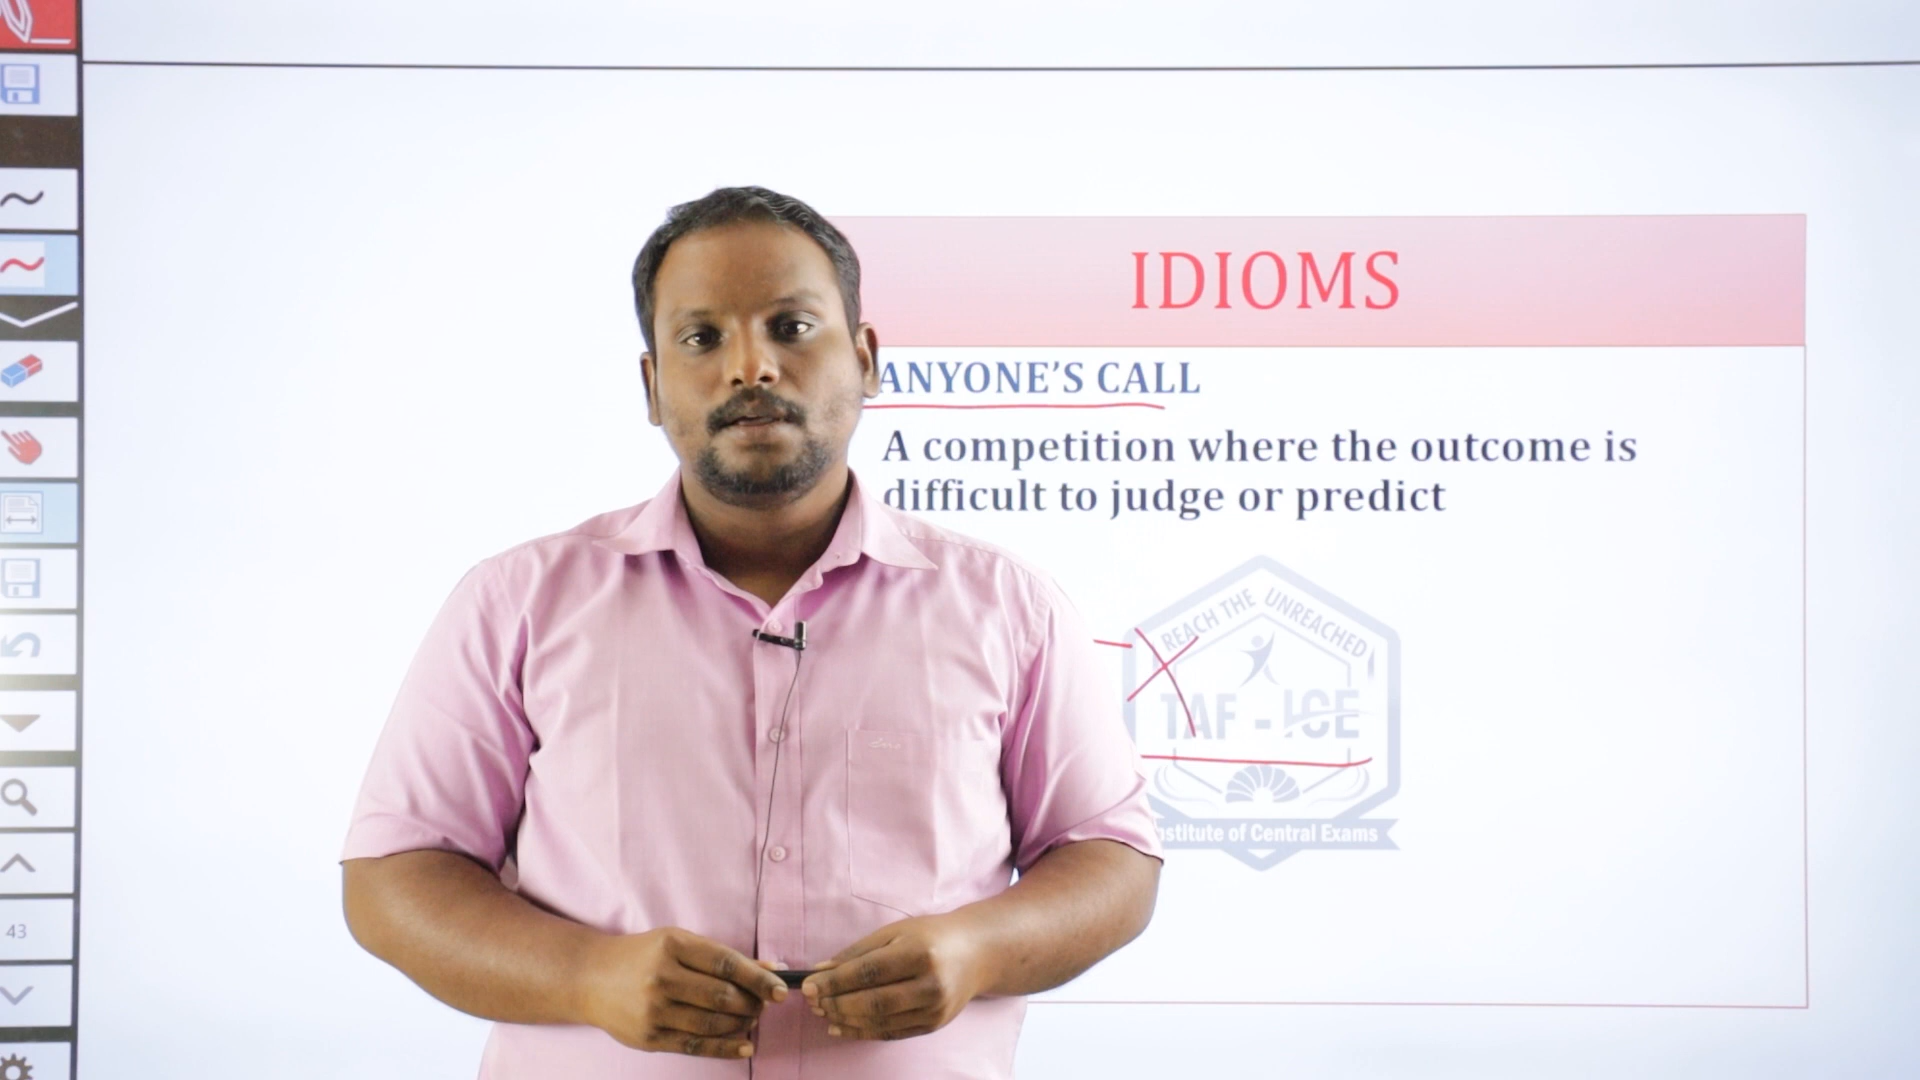 IDIOMS
ANYONE'S CALL
A competition where the outcome is
difficult to judge or predict
REACH THE UNREACHED
TAF - ICE
nstitute of Central Exams
43